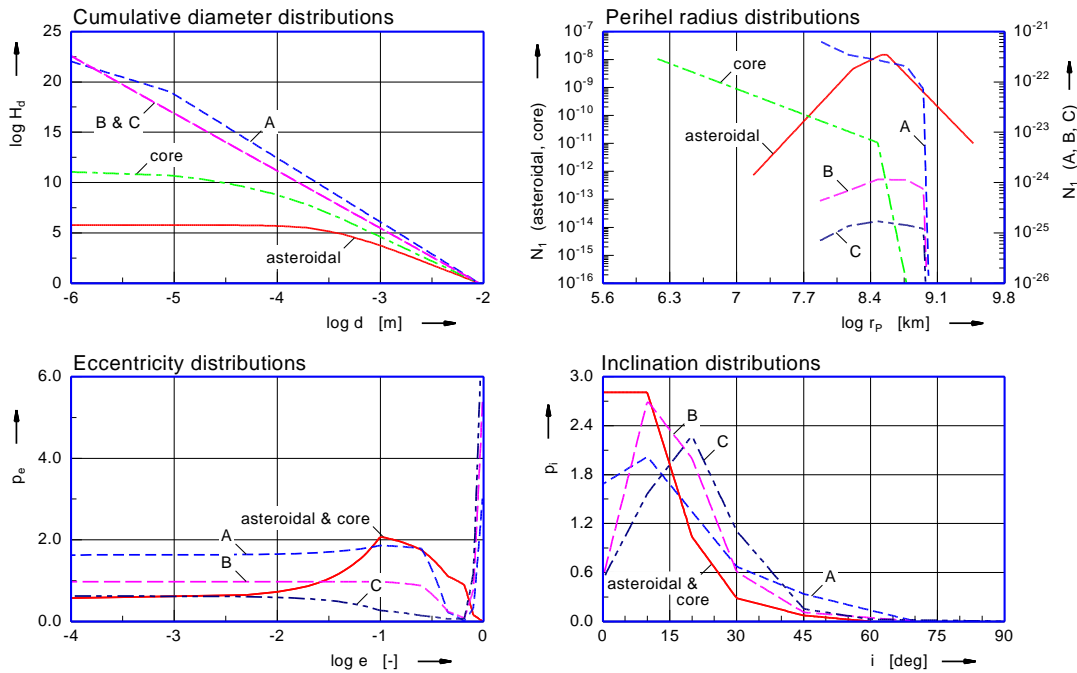 Cumulative diameter distributions
log H_d
25
20
15
10
5
0
B & C
A
core
asteroidal
-6
-5
-4
-3
-2
log d [m]
Perihel radius distributions
N_1 (asteroidal, core)
10^-7
10^-8
10^-9
10^-10
10^-11
10^-12
10^-13
10^-14
10^-15
10^-16
core
asteroidal
A
B
C
10^-21
10^-22
10^-23
10^-24
10^-25
10^-26
N_1 (A, B, C)
5.6
6.3
7
7.7
8.4
9.1
9.8
log r_P [km]
Eccentricity distributions
p_e
6.0
4.0
2.0
0.0
asteroidal & core
A
B
C
-4
-3
-2
-1
0
log e [-]
Inclination distributions
p_i
3.0
2.4
1.8
1.2
0.6
0.0
B
C
A
asteroidal &
core
0
15
30
45
60
75
90
i [deg]